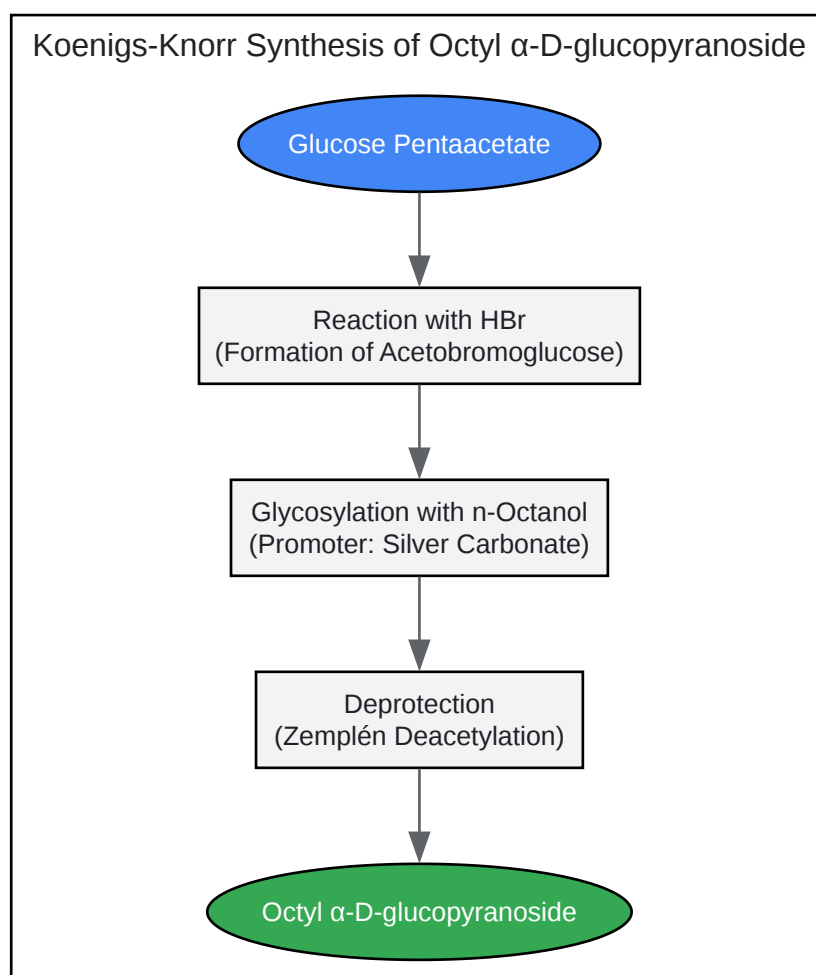 Koenigs-Knorr Synthesis of Octyl α-D-glucopyranoside
Glucose Pentaacetate
Reaction with HBr
(Formation of Acetobromoglucose)
Glycosylation with n-Octanol
(Promoter: Silver Carbonate)
Deprotection
(Zemplén Deacetylation)
Octyl α-D-glucopyranoside